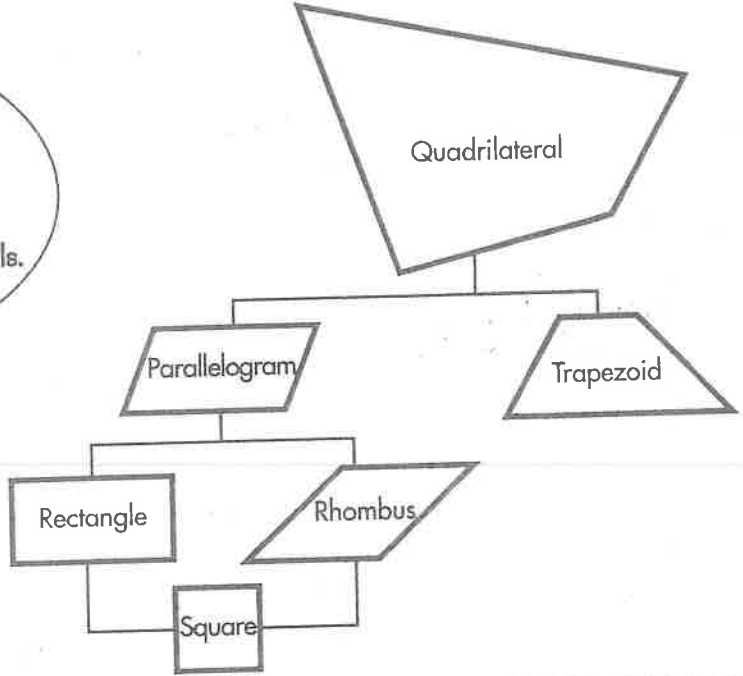 Quadrilateral
ls.
Parallelogram
Trapezoid
Rectangle
Rhombus
Square